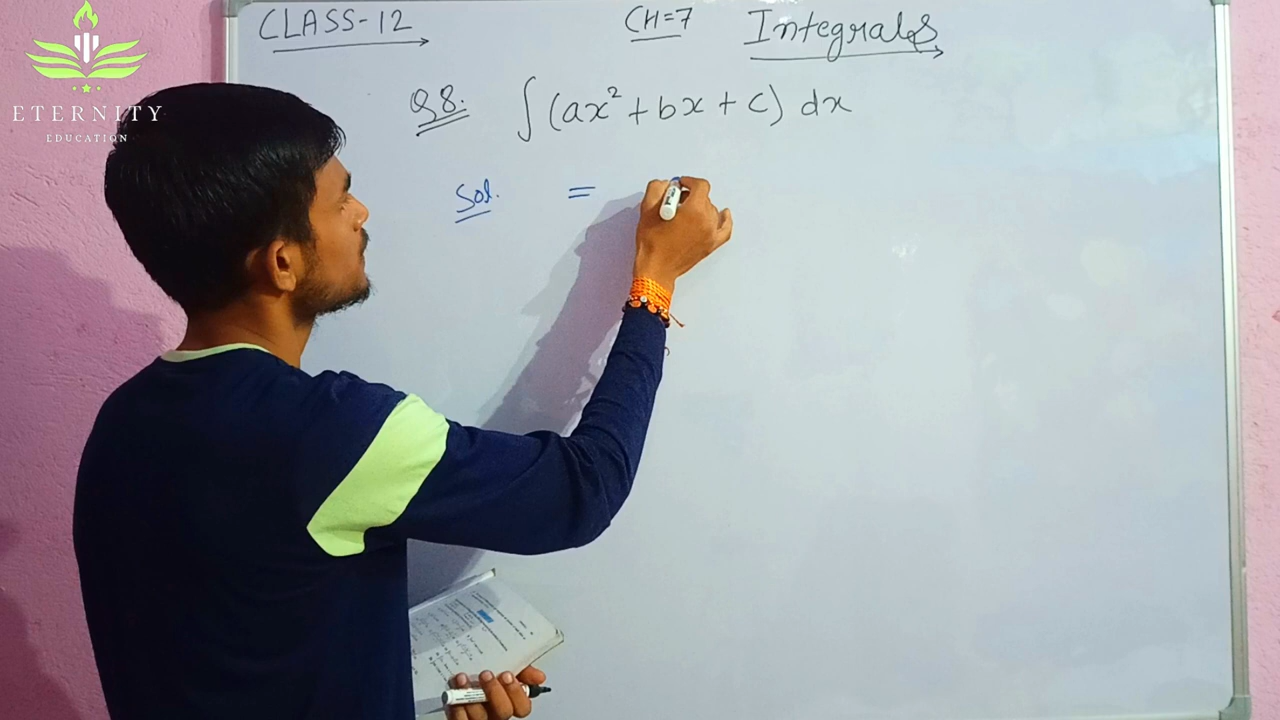 CLASS-12 CH=7 Integrals
ETERNITY
EDUCATION
Q8. ∫(ax²+bx+c) dx
Sol. =